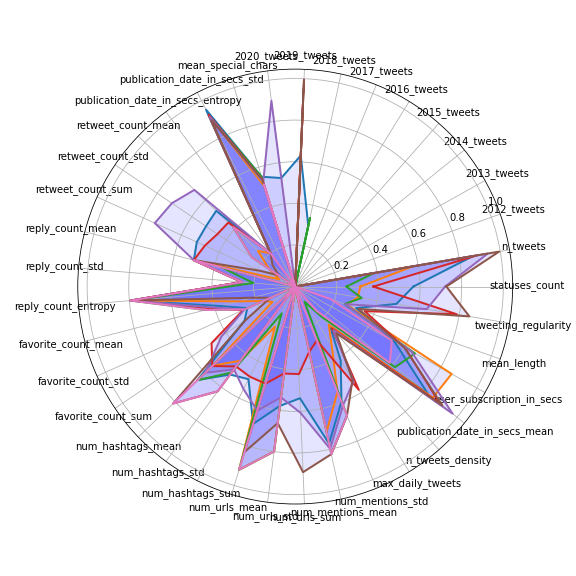 2019_tweets
2020_tweets
2018_tweets
mean_special_chars
2017_tweets
publication_date_in_secs_std
2016_tweets
publication_date_in_secs_entropy
2015_tweets
retweet_count_mean
2014_tweets
retweet_count_std
2013_tweets
retweet_count_sum
1.0
2012_tweets
0.8
reply_count_mean
0.6
n_tweets
0.4
reply_count_std
0.2
statuses_count
reply_count_entropy
tweeting_regularity
favorite_count_mean
mean_length
favorite_count_std
user_subscription_in_secs
favorite_count_sum
publication_date_in_secs_mean
num_hashtags_mean
n_tweets_density
num_hashtags_std
max_daily_tweets
num_hashtags_sum
num_mentions_std
num_urls_mean
num_mentions_mean
num_urls_std
num_urls_sum